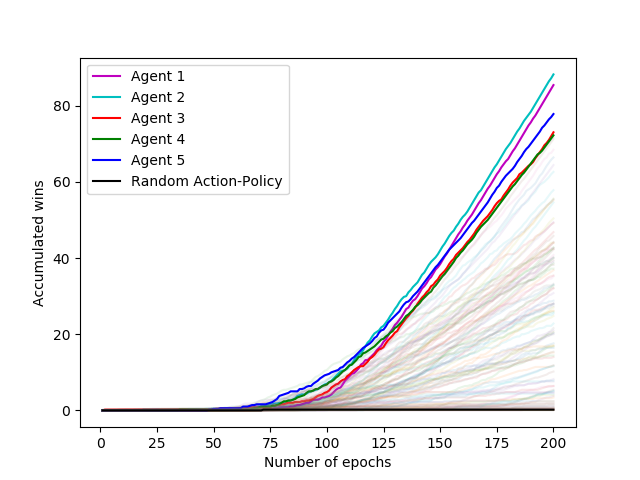 Agent 1
Agent 2
Agent 3
Agent 4
Agent 5
Random Action-Policy
Accumulated wins
80
60
40
20
0
0 25 50 75 100 125 150 175 200
Number of epochs